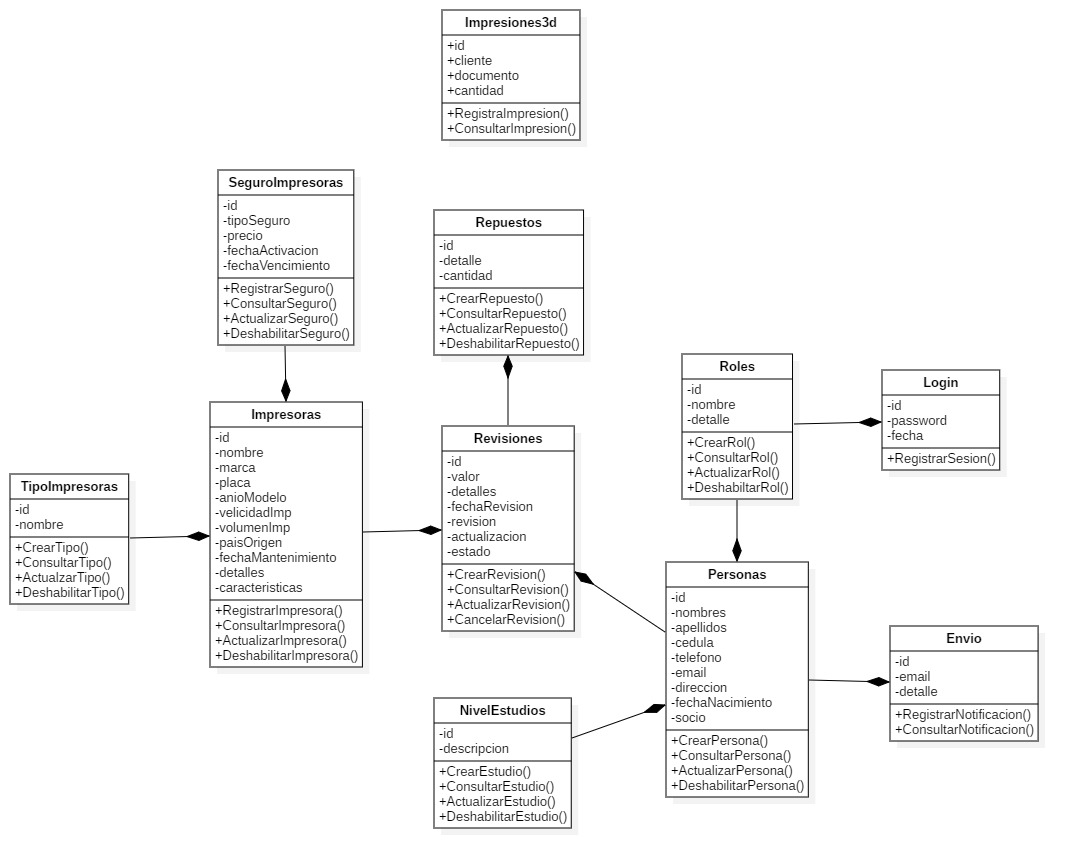 Impresiones3d
+id
+cliente
+documento
+cantidad
+RegistraImpresion()
+ConsultarImpresion()
SeguroImpresoras
-id
-tipoSeguro
-precio
-fechaActivacion
-fechaVencimiento
+RegistrarSeguro()
+ConsultarSeguro()
+ActualizarSeguro()
+DeshabilitarSeguro()
Repuestos
-id
-detalle
-cantidad
+CrearRepuesto()
+ConsultarRepuesto()
+ActualizarRepuesto()
+DeshabilitarRepuesto()
Roles
-id
-nombre
-detalle
+CrearRol()
+ConsultarRol()
+ActualizarRol()
+DeshabiltarRol()
Login
-id
-password
-fecha
+RegistrarSesion()
Impresoras
-id
-nombre
-marca
-placa
-anioModelo
-velicidadImp
-volumenImp
-paisOrigen
-fechaMantenimiento
-detalles
-caracteristicas
+RegistrarImpresora()
+ConsultarImpresora()
+ActualizarImpresora()
+DeshabilitarImpresora()
Revisiones
-id
-valor
-detalles
-fechaRevision
-revision
-actualizacion
-estado
+CrearRevision()
+ConsultarRevision()
+ActualizarRevision()
+CancelarRevision()
TipoImpresoras
-id
-nombre
+CrearTipo()
+ConsultarTipo()
+ActualzarTipo()
+DeshabilitarTipo()
Personas
-id
-nombres
-apellidos
-cedula
-telefono
-email
-direccion
-fechaNacimiento
-socio
+CrearPersona()
+ConsultarPersona()
+ActualizarPersona()
+DeshabilitarPersona()
Envio
-id
-email
-detalle
+RegistrarNotificacion()
+ConsultarNotificacion()
NivelEstudios
-id
-descripcion
+CrearEstudio()
+ConsultarEstudio()
+ActualizarEstudio()
+DeshabilitarEstudio()